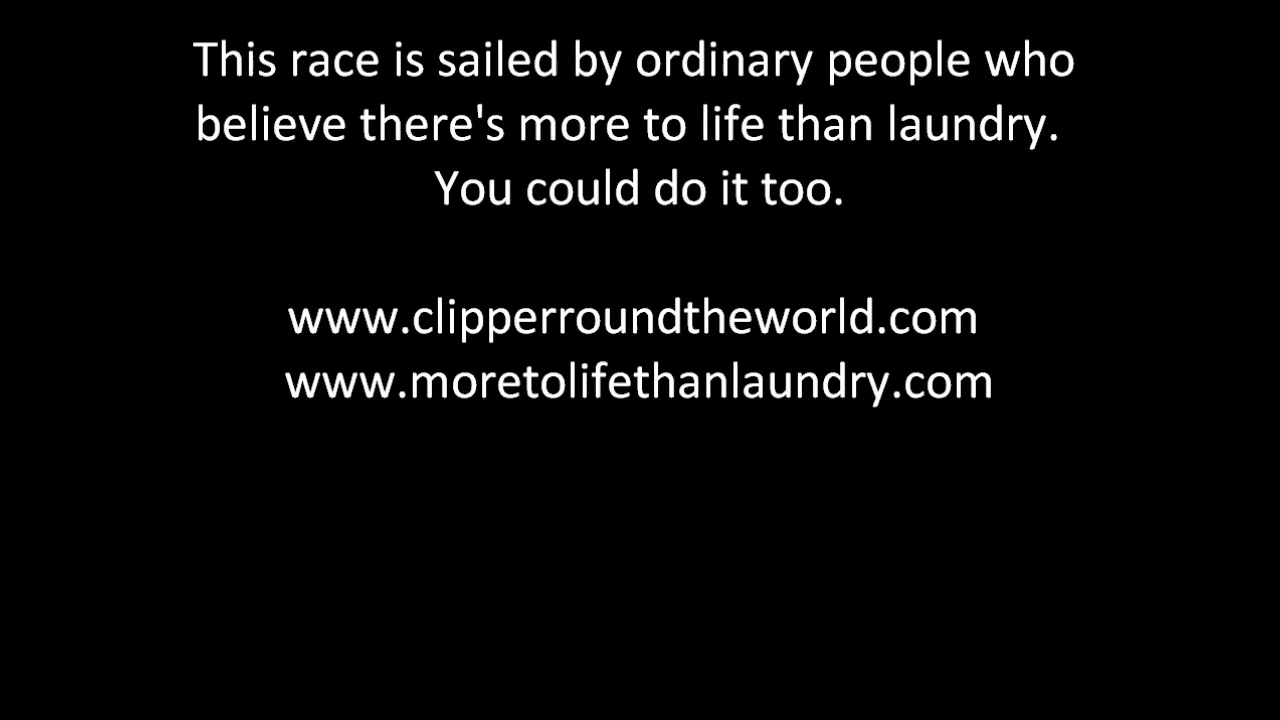 This race is sailed by ordinary people who
believe there's more to life than laundry.
You could do it too.
www.clipperroundtheworld.com
www.moretolifethanlaundry.com